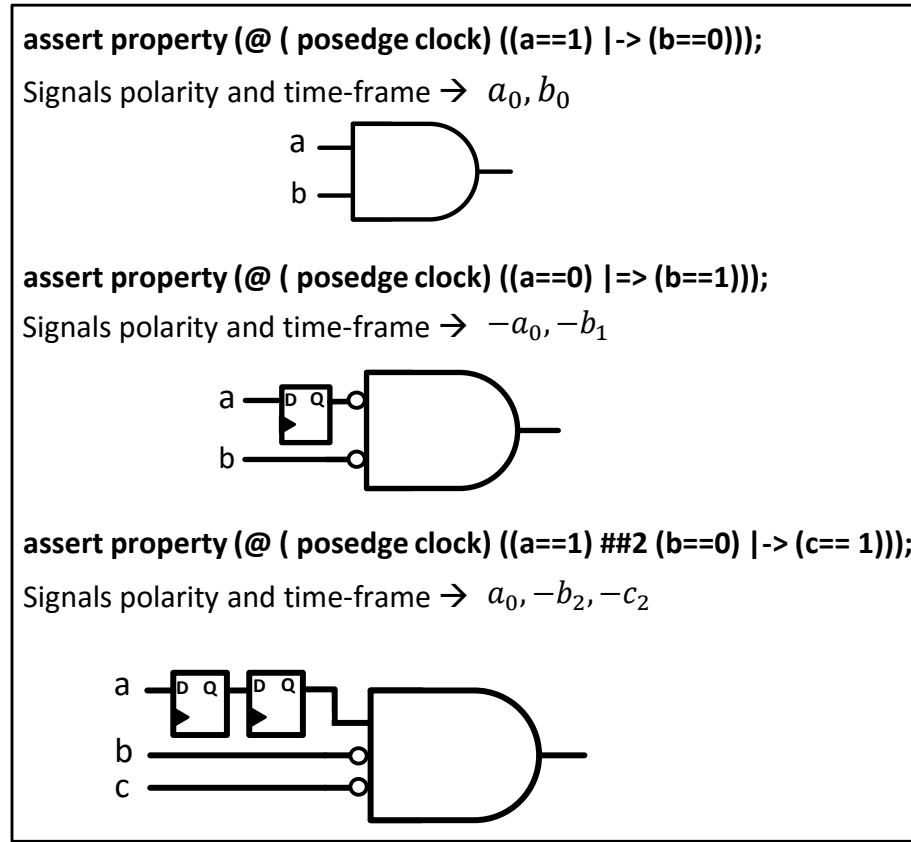 assert property (@ ( posedge clock) ((a==1) |-> (b==0)));
Signals polarity and time-frame → a₀, b₀
a
b
assert property (@ ( posedge clock) ((a==0) |=> (b==1)));
Signals polarity and time-frame → −a₀, −b₁
a
D Q
b
assert property (@ ( posedge clock) ((a==1) ##2 (b==0) |-> (c== 1)));
Signals polarity and time-frame → a₀, −b₂, −c₂
a
D Q D Q
b
c